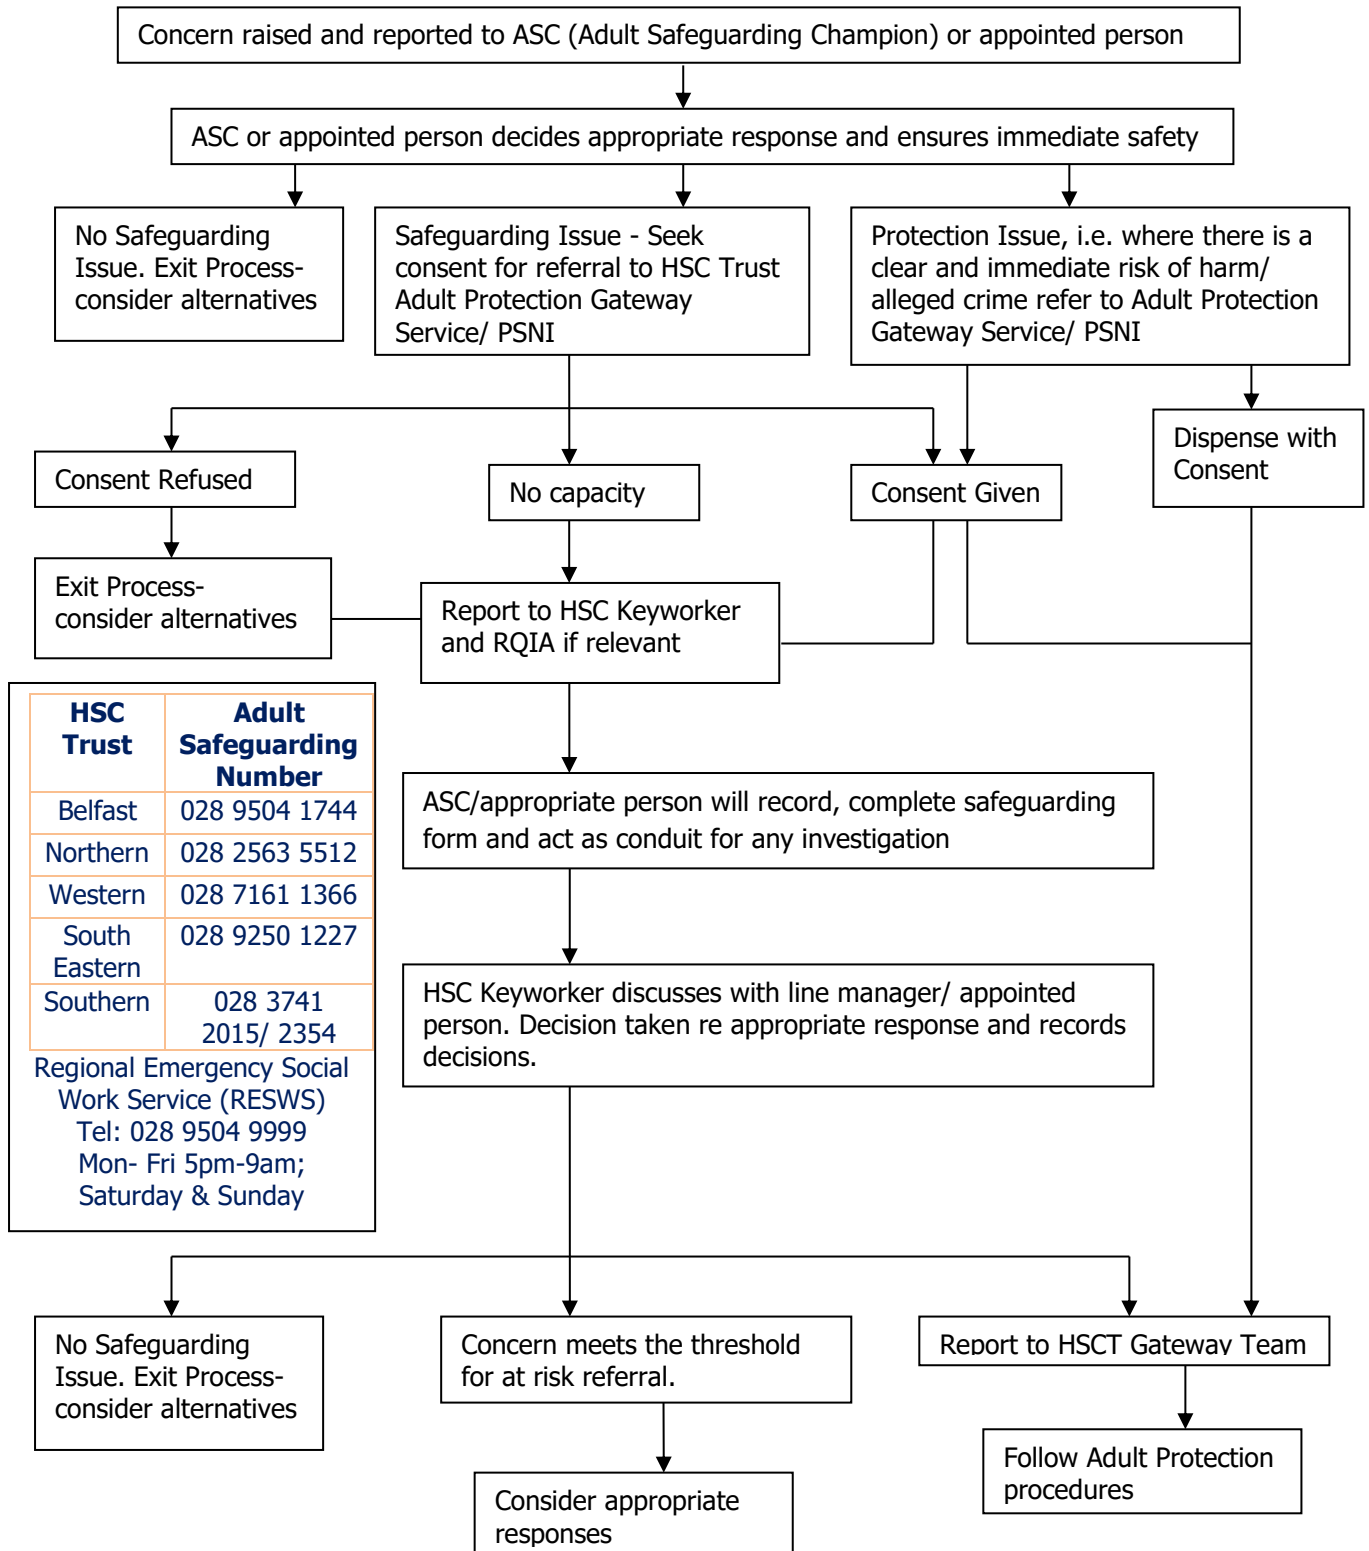 Concern raised and reported to ASC (Adult Safeguarding Champion) or appointed person
ASC or appointed person decides appropriate response and ensures immediate safety
No Safeguarding
Issue. Exit Process-
consider alternatives
Safeguarding Issue - Seek
consent for referral to HSC Trust
Adult Protection Gateway
Service/ PSNI
Protection Issue, i.e. where there is a
clear and immediate risk of harm/
alleged crime refer to Adult Protection
Gateway Service/ PSNI
Consent Refused
No capacity
Consent Given
Dispense with
Consent
Exit Process-
consider alternatives
Report to HSC Keyworker
and RQIA if relevant
HSC
Trust
Adult
Safeguarding
Number
Belfast 028 9504 1744
Northern 028 2563 5512
Western 028 7161 1366
South
Eastern
028 9250 1227
Southern
028 3741
2015/ 2354
Regional Emergency Social
Work Service (RESWS)
Tel: 028 9504 9999
Mon- Fri 5pm-9am;
Saturday & Sunday
ASC/appropriate person will record, complete safeguarding
form and act as conduit for any investigation
HSC Keyworker discusses with line manager/ appointed
person. Decision taken re appropriate response and records
decisions.
No Safeguarding
Issue. Exit Process-
consider alternatives
Concern meets the threshold
for at risk referral.
Report to HSCT Gateway Team
Consider appropriate
responses
Follow Adult Protection
procedures